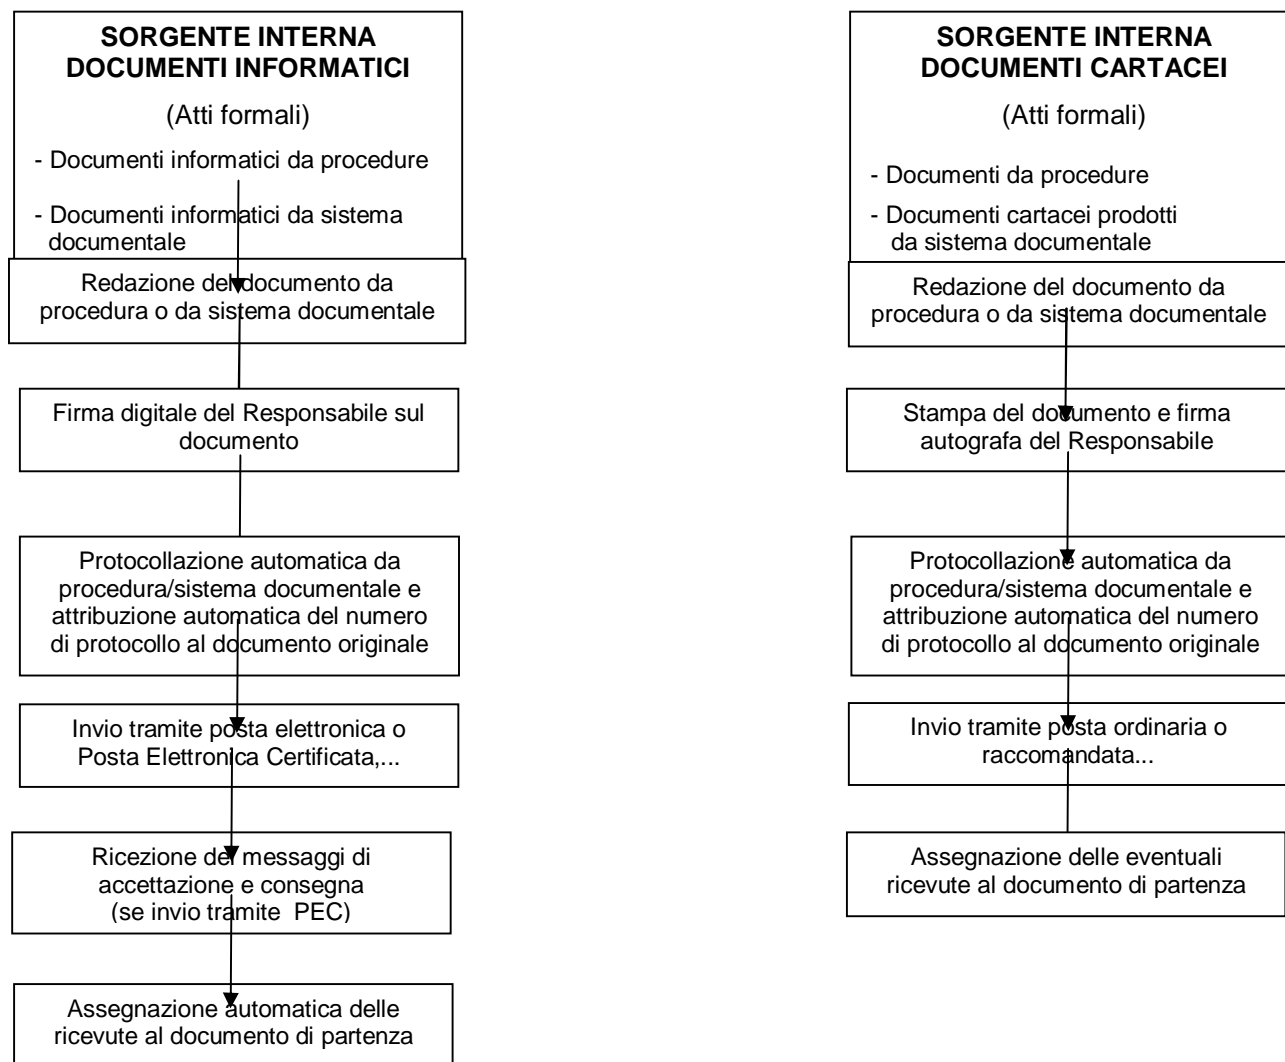 SORGENTE INTERNA
DOCUMENTI INFORMATICI
(Atti formali)
- Documenti informatici da procedure
- Documenti informatici da sistema
documentale
Redazione del documento da
procedura o da sistema documentale
Firma digitale del Responsabile sul
documento
Protocollazione automatica da
procedura/sistema documentale e
attribuzione automatica del numero
di protocollo al documento originale
Invio tramite posta elettronica o
Posta Elettronica Certificata,...
Ricezione dei messaggi di
accettazione e consegna
(se invio tramite PEC)
Assegnazione automatica delle
ricevute al documento di partenza
SORGENTE INTERNA
DOCUMENTI CARTACEI
(Atti formali)
- Documenti da procedure
- Documenti cartacei prodotti
da sistema documentale
Redazione del documento da
procedura o da sistema documentale
Stampa del documento e firma
autografa del Responsabile
Protocollazione automatica da
procedura/sistema documentale e
attribuzione automatica del numero
di protocollo al documento originale
Invio tramite posta ordinaria o
raccomandata...
Assegnazione delle eventuali
ricevute al documento di partenza